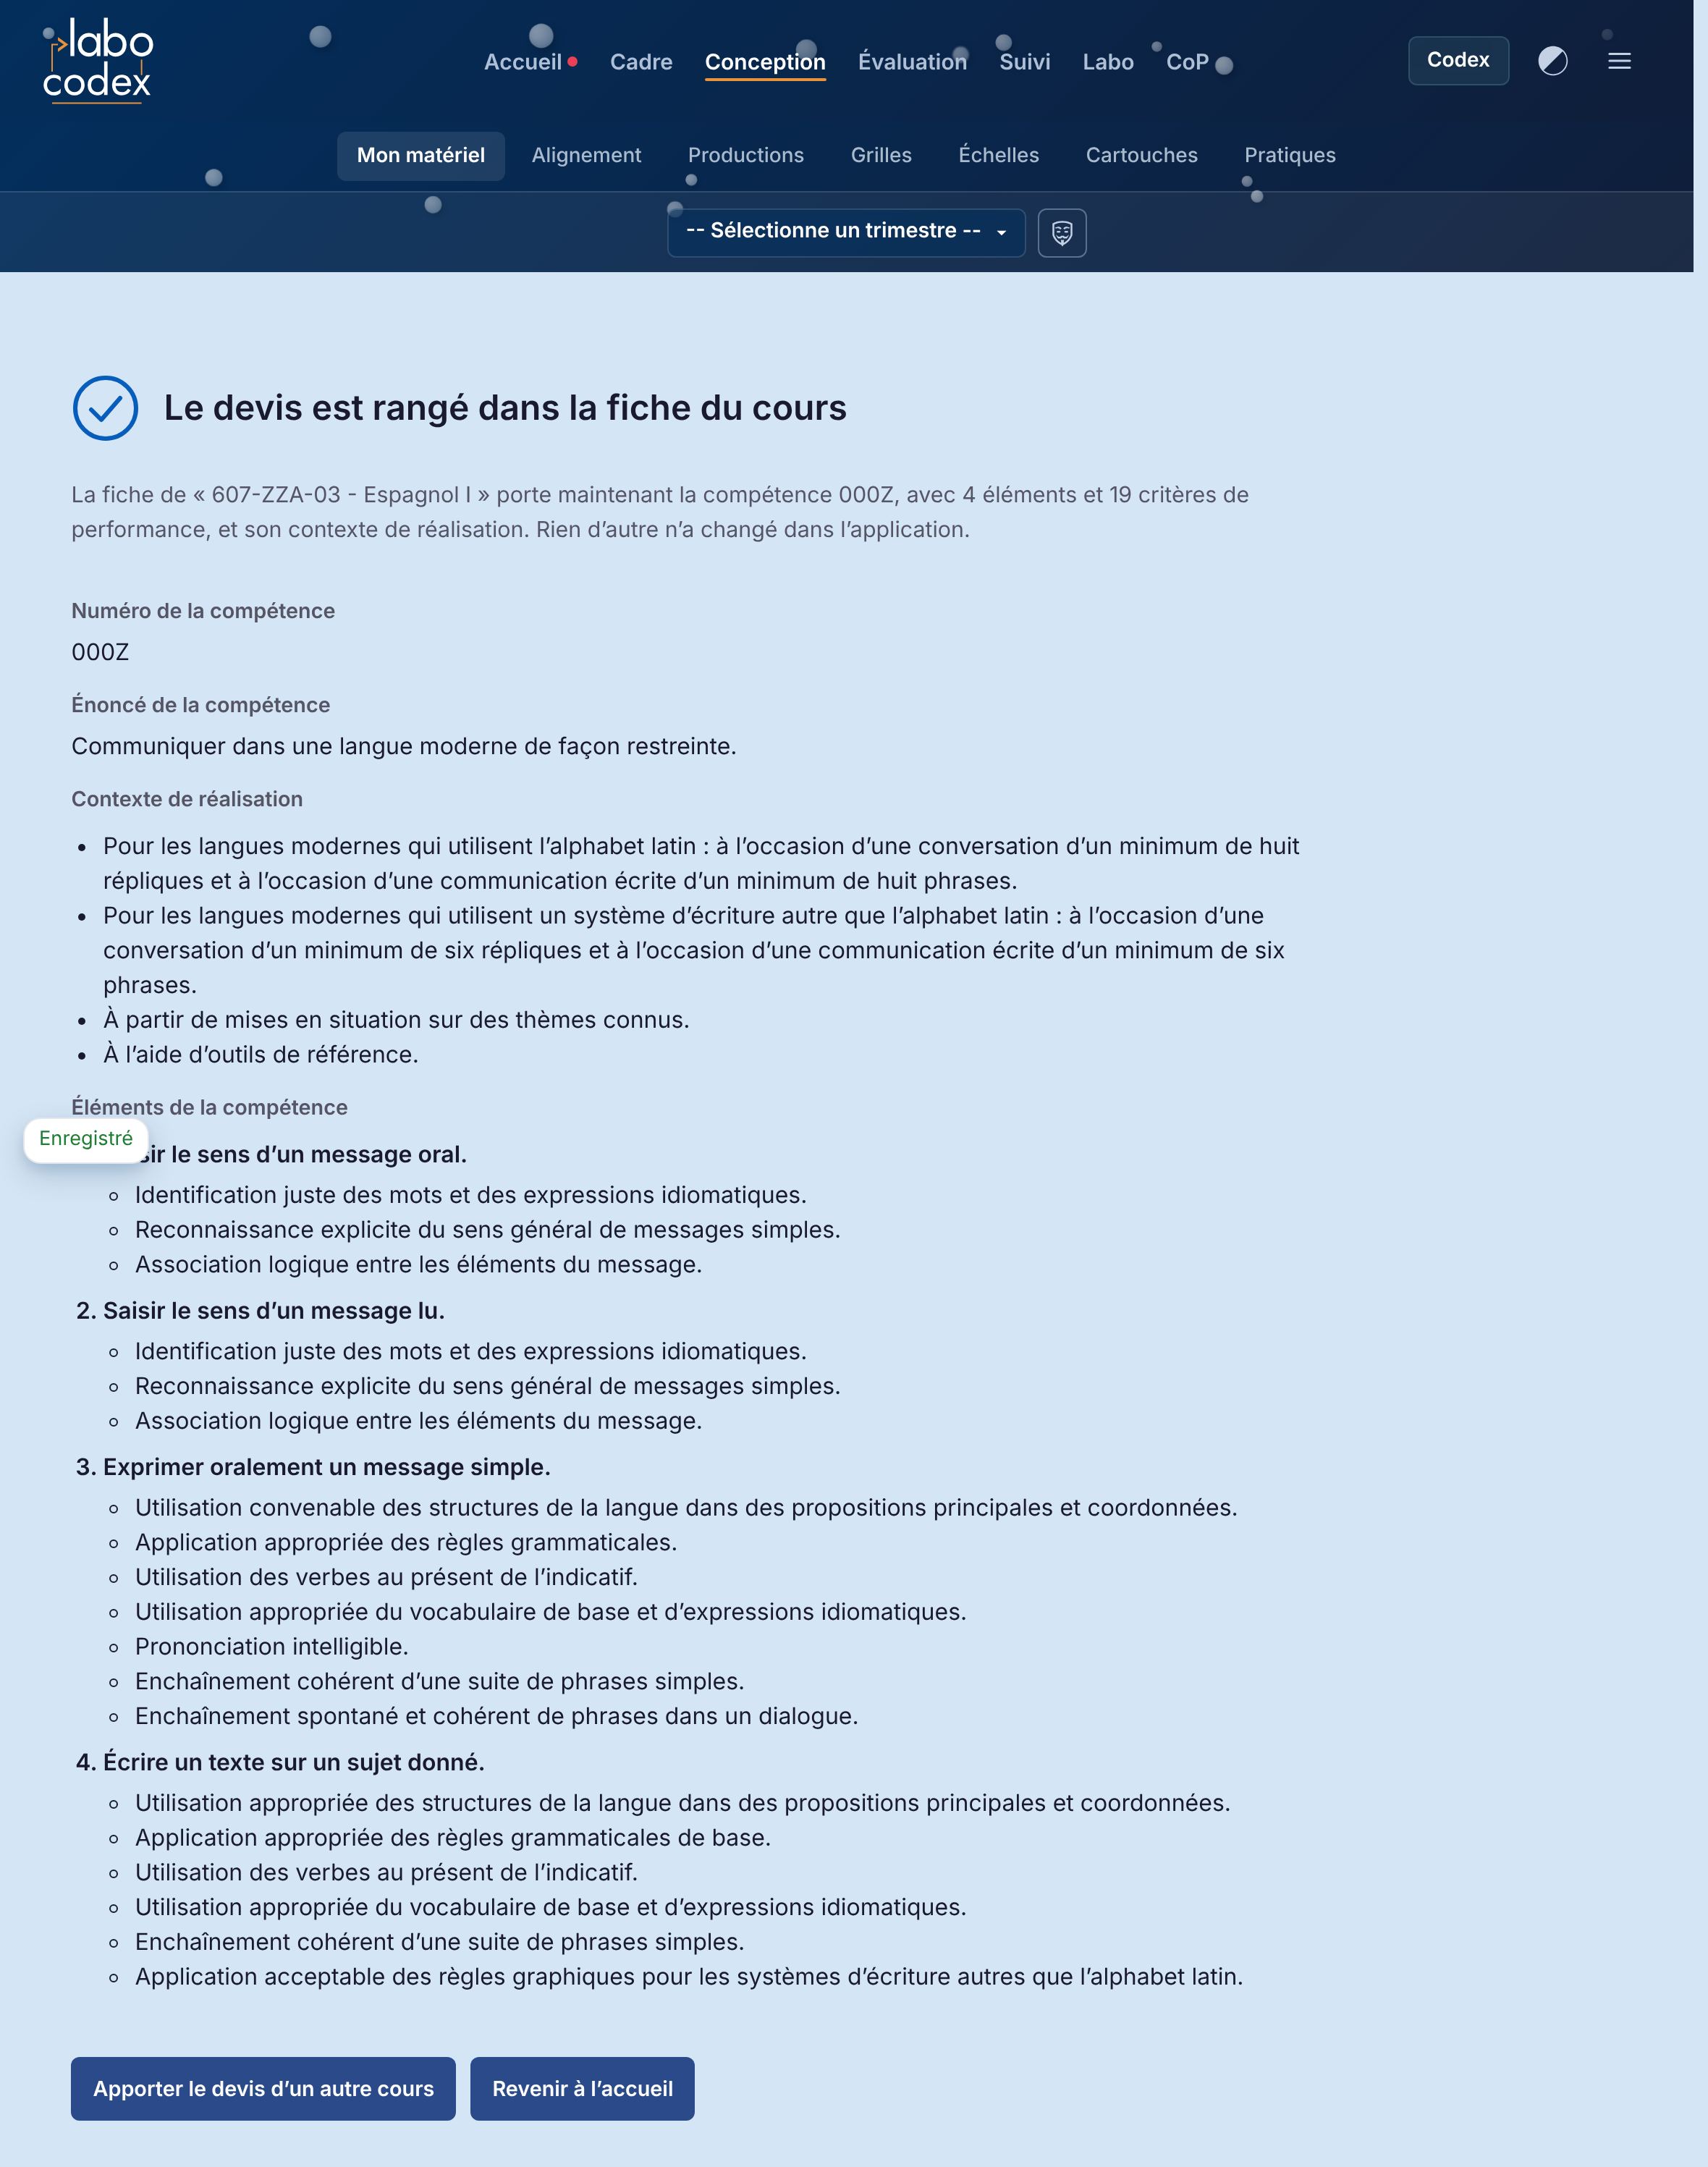 labo
codex
Accueil Cadre Conception Évaluation Suivi Labo CoP
Codex
Mon matériel Alignement Productions Grilles Échelles Cartouches Pratiques
-- Sélectionne un trimestre --
Le devis est rangé dans la fiche du cours
La fiche de « 607-ZZA-03 - Espagnol I » porte maintenant la compétence 000Z, avec 4 éléments et 19 critères de
performance, et son contexte de réalisation. Rien d’autre n’a changé dans l’application.
Numéro de la compétence
000Z
Énoncé de la compétence
Communiquer dans une langue moderne de façon restreinte.
Contexte de réalisation
• Pour les langues modernes qui utilisent l’alphabet latin : à l’occasion d’une conversation d’un minimum de huit
répliques et à l’occasion d’une communication écrite d’un minimum de huit phrases.
• Pour les langues modernes qui utilisent un système d’écriture autre que l’alphabet latin : à l’occasion d’une
conversation d’un minimum de six répliques et à l’occasion d’une communication écrite d’un minimum de six
phrases.
• À partir de mises en situation sur des thèmes connus.
• À l’aide d’outils de référence.
Éléments de la compétence
Enregistré
sir le sens d’un message oral.
◦ Identification juste des mots et des expressions idiomatiques.
◦ Reconnaissance explicite du sens général de messages simples.
◦ Association logique entre les éléments du message.
2. Saisir le sens d’un message lu.
◦ Identification juste des mots et des expressions idiomatiques.
◦ Reconnaissance explicite du sens général de messages simples.
◦ Association logique entre les éléments du message.
3. Exprimer oralement un message simple.
◦ Utilisation convenable des structures de la langue dans des propositions principales et coordonnées.
◦ Application appropriée des règles grammaticales.
◦ Utilisation des verbes au présent de l’indicatif.
◦ Utilisation appropriée du vocabulaire de base et d’expressions idiomatiques.
◦ Prononciation intelligible.
◦ Enchaînement cohérent d’une suite de phrases simples.
◦ Enchaînement spontané et cohérent de phrases dans un dialogue.
4. Écrire un texte sur un sujet donné.
◦ Utilisation appropriée des structures de la langue dans des propositions principales et coordonnées.
◦ Application appropriée des règles grammaticales de base.
◦ Utilisation des verbes au présent de l’indicatif.
◦ Utilisation appropriée du vocabulaire de base et d’expressions idiomatiques.
◦ Enchaînement cohérent d’une suite de phrases simples.
◦ Application acceptable des règles graphiques pour les systèmes d’écriture autres que l’alphabet latin.
Apporter le devis d’un autre cours Revenir à l’accueil